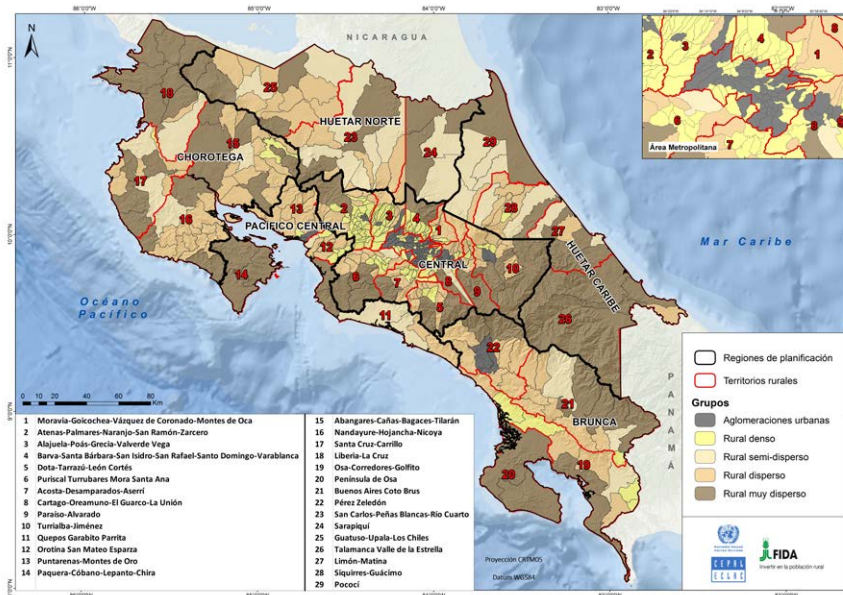 NICARAGUA
HUETAR NORTE
CHOROTEGA
PACIFICO CENTRAL
CENTRAL
HUETAR CARIBE
BRUNCA
Área Metropolitana
Mar Caribe
Océano
Pacífico
PANAMÁ
N
0 10 20 40 60 80
Km
1 Moravia-Goicochea-Vázquez de Coronado-Montes de Oca
2 Atenas-Palmares-Naranjo-San Ramón-Zarcero
3 Alajuela-Poás-Grecia-Valverde Vega
4 Barva-Santa Bárbara-San Isidro-San Rafael-Santo Domingo-Varablanca
5 Dota-Tarrazú-León Cortés
6 Puriscal Turrubares Mora Santa Ana
7 Acosta-Desamparados-Aserrí
8 Cartago-Oreamuno-El Guarco-La Unión
9 Paraíso-Alvarado
10 Turrialba-Jiménez
11 Quepos Garabito Parrita
12 Orotina San Mateo Esparza
13 Puntarenas-Montes de Oro
14 Paquera-Cóbano-Lepanto-Chira
15 Abangares-Cañas-Bagaces-Tilarán
16 Nandayure-Hojancha-Nicoya
17 Santa Cruz-Carrillo
18 Liberia-La Cruz
19 Osa-Corredores-Golfito
20 Península de Osa
21 Buenos Aires Coto Brus
22 Pérez Zeledón
23 San Carlos-Peñas Blancas-Río Cuarto
24 Sarapiquí
25 Guatuso-Upala-Los Chiles
26 Talamanca Valle de la Estrella
27 Limón-Matina
28 Siquirres-Guácimo
29 Pococí
Proyección CRTM05
Datum WGS84
Regiones de planificación
Territorios rurales
Grupos
Aglomeraciones urbanas
Rural denso
Rural semi-disperso
Rural disperso
Rural muy disperso
CEPAL
ECLAC
FIDA
Invertir en la población rural